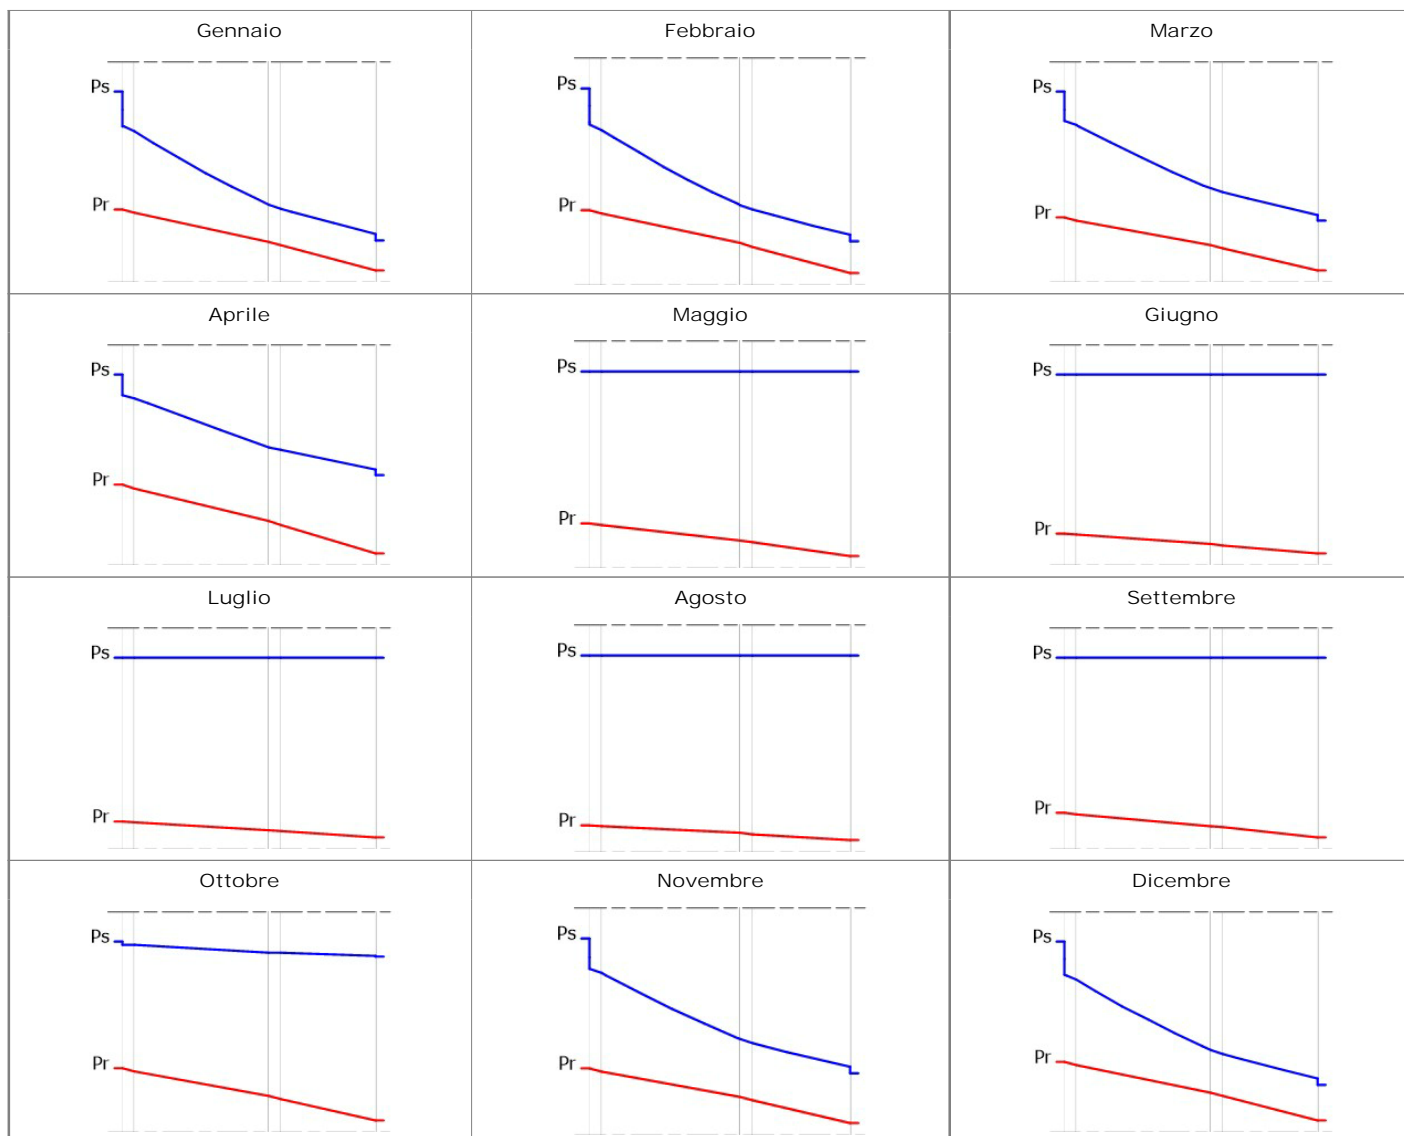 Gennaio
Febbraio
Marzo
Ps
Pr
Ps
Pr
Ps
Pr
Aprile
Maggio
Giugno
Ps
Pr
Ps
Pr
Ps
Pr
Luglio
Agosto
Settembre
Ps
Pr
Ps
Pr
Ps
Pr
Ottobre
Novembre
Dicembre
Ps
Pr
Ps
Pr
Ps
Pr